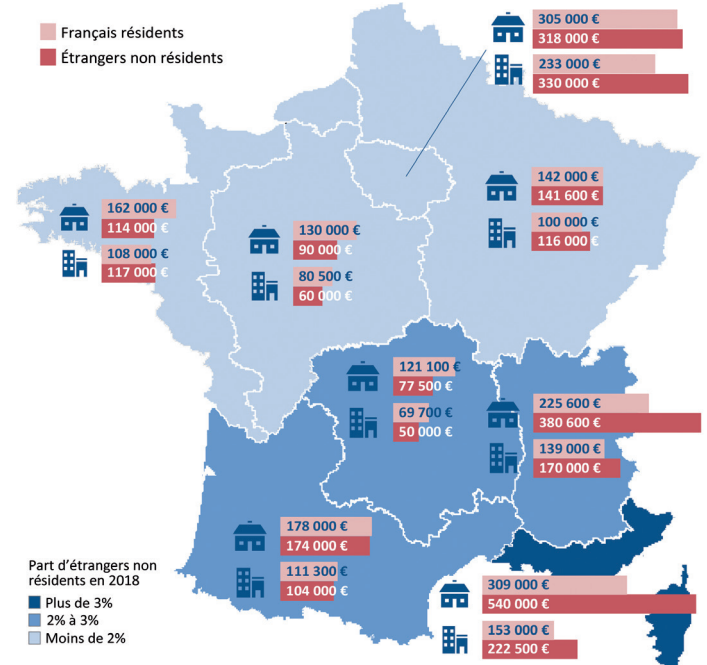 Français résidents
Étrangers non résidents
305 000 €
318 000 €
233 000 €
330 000 €
142 000 €
141 600 €
100 000 €
116 000 €
162 000 €
114 000 €
108 000 €
117 000 €
130 000 €
90 000 €
80 500 €
60 000 €
121 100 €
77 500 €
69 700 €
50 000 €
225 600 €
380 600 €
139 000 €
170 000 €
178 000 €
174 000 €
111 300 €
104 000 €
309 000 €
540 000 €
153 000 €
222 500 €
Part d'étrangers non
résidents en 2018
Plus de 3%
2% à 3%
Moins de 2%